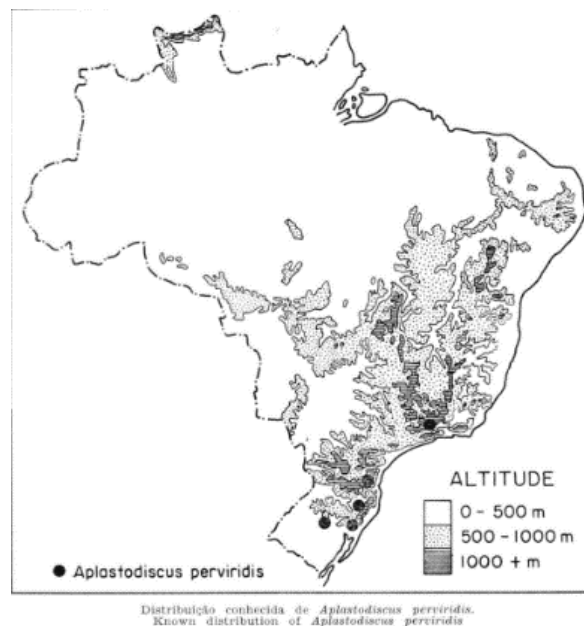 ALTITUDE
0 - 500 m
500 - 1000 m
1000 + m
Aplastodiscus perviridis
Distribuição conhecida de Aplastodiscus perviridis.
Known distribution of Aplastodiscus perviridis